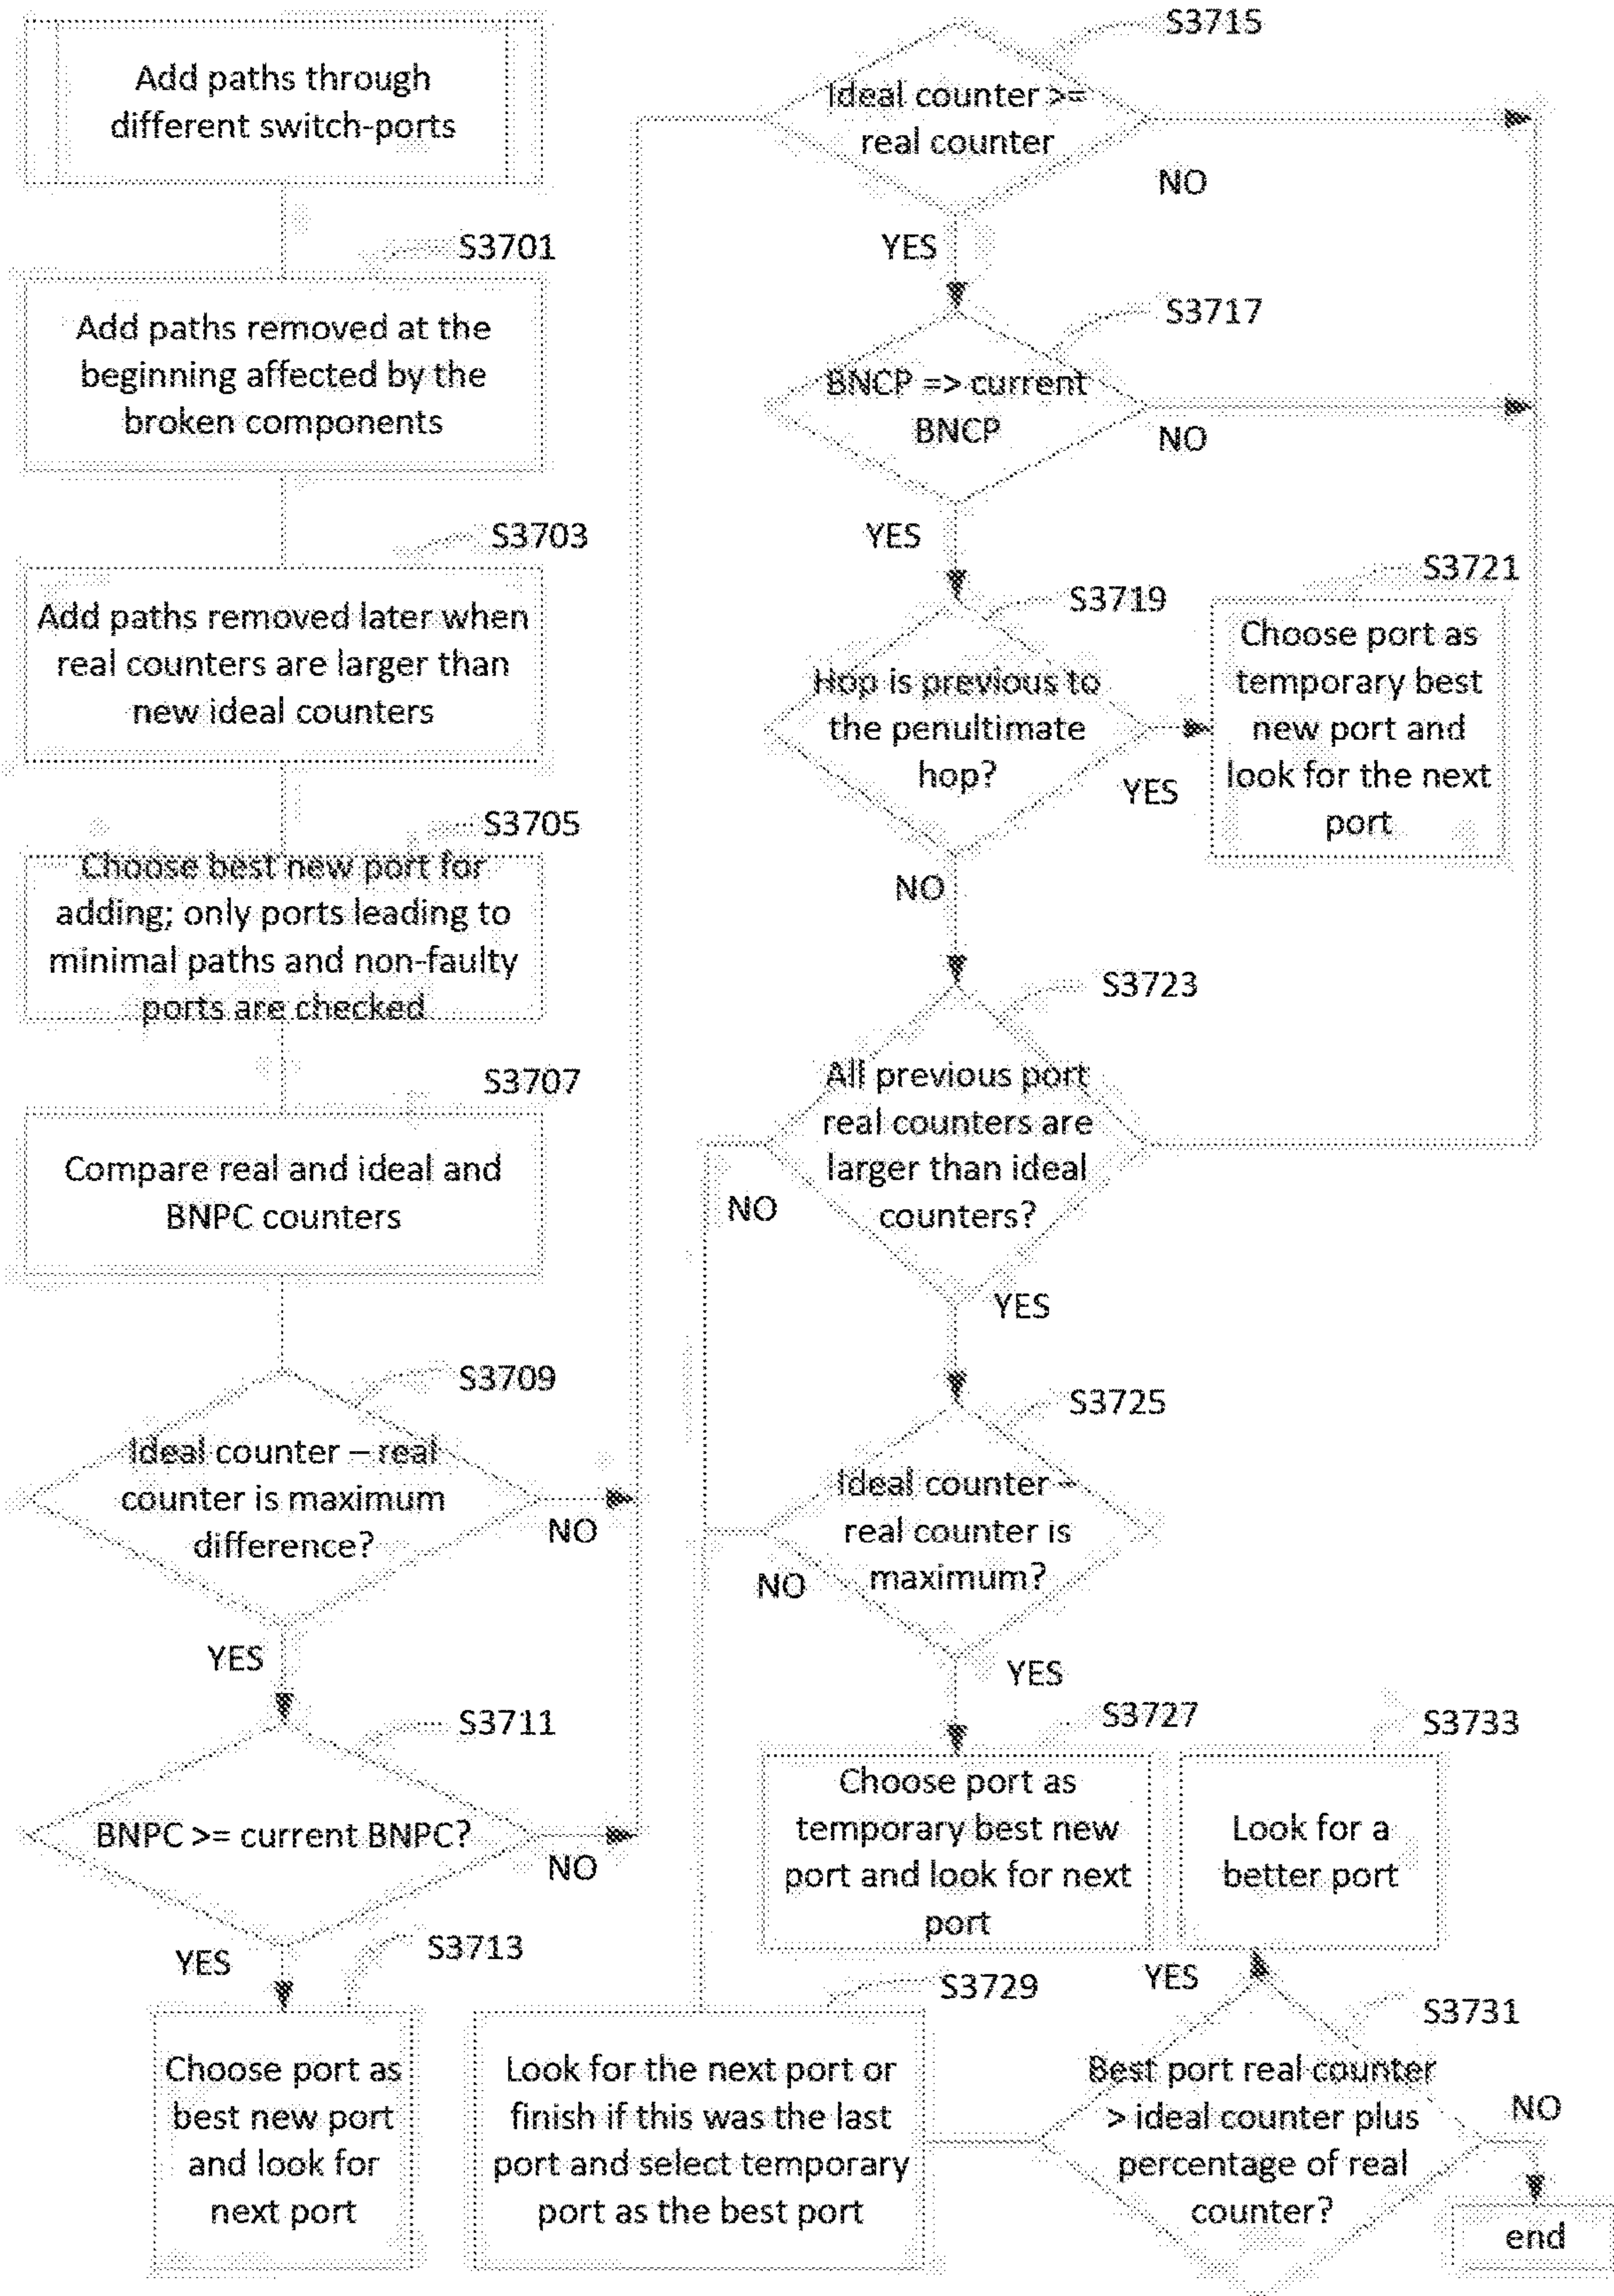 Add paths through
different switch-ports
S3701
Add paths removed at the
beginning affected by the
broken components
S3703
Add paths removed later when
real counters are larger than
new ideal counters
S3705
Choose best new port for
adding; only ports leading to
minimal paths and non-faulty
ports are checked
S3707
Compare real and ideal and
BNPC counters
S3709
Ideal counter – real
counter is maximum
difference?
NO
YES
S3711
BNPC >= current BNPC?
NO
YES
S3713
Choose port as
best new port
and look for
next port
S3715
Ideal counter >=
real counter
NO
YES
S3717
BNCP => current
BNCP
NO
YES
S3719
Hop is previous to
the penultimate
hop?
YES
NO
S3721
Choose port as
temporary best
new port and
look for the next
port
S3723
All previous port
real counters are
larger than ideal
counters?
NO
YES
S3725
Ideal counter –
real counter is
maximum?
NO
YES
S3727
Choose port as
temporary best new
port and look for next
port
S3729
Look for the next port or
finish if this was the last
port and select temporary
port as the best port
S3731
Best port real counter
> ideal counter plus
percentage of real
counter?
YES
NO
S3733
Look for a
better port
end